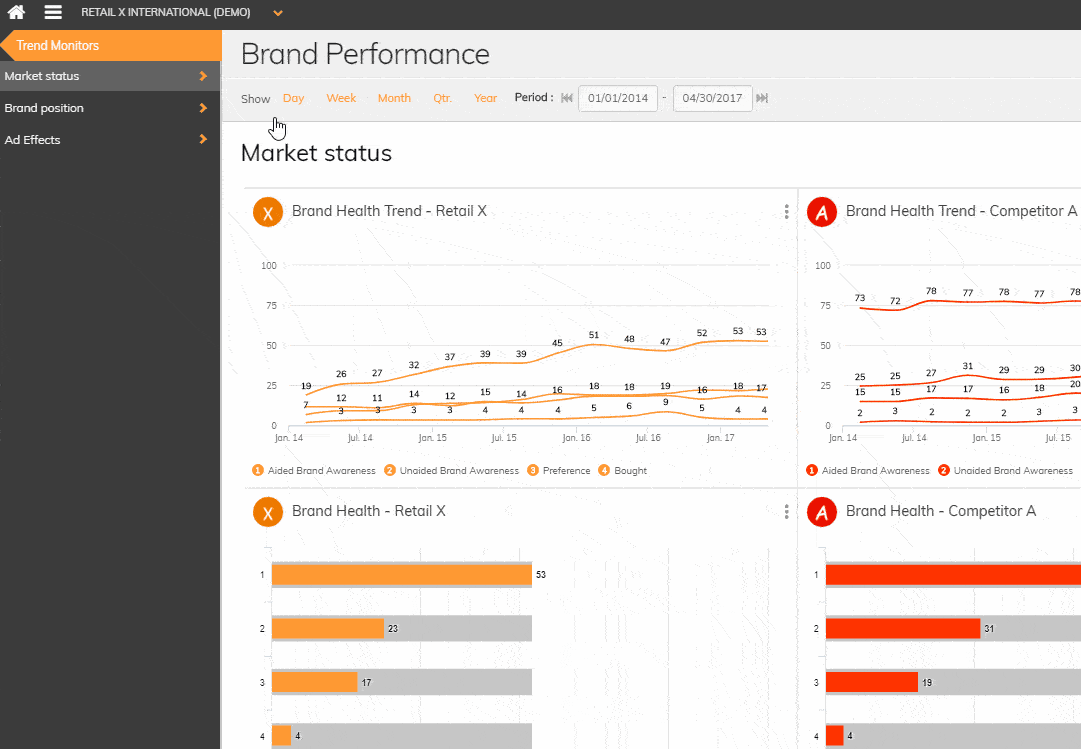 RETAIL X INTERNATIONAL (DEMO)
Trend Monitors
Market status
Brand position
Ad Effects
Brand Performance
Show Day Week Month Qtr. Year Period : 01/01/2014 - 04/30/2017
Market status
X Brand Health Trend - Retail X
100
75
50
25
0
19 26 27 32 37 39 39 45 51 48 47 52 53 53
7 12 11 14 12 15 14 16 18 18 19 16 18 17
3 3 3 3 4 4 4 5 6 9 5 4 4
Jan. 14 Jul. 14 Jan. 15 Jul. 15 Jan. 16 Jul. 16 Jan. 17
1 Aided Brand Awareness 2 Unaided Brand Awareness 3 Preference 4 Bought
A Brand Health Trend - Competitor A
100
75
50
25
0
73 72 78 77 78 77 78
25 25 27 31 29 29 30
15 15 17 17 16 18 20
2 3 2 2 2 3 3
Jan. 14 Jul. 14 Jan. 15 Jul. 15
1 Aided Brand Awareness 2 Unaided Brand Awareness
X Brand Health - Retail X
1 53
2 23
3 17
4 4
A Brand Health - Competitor A
1
2 31
3 19
4 4